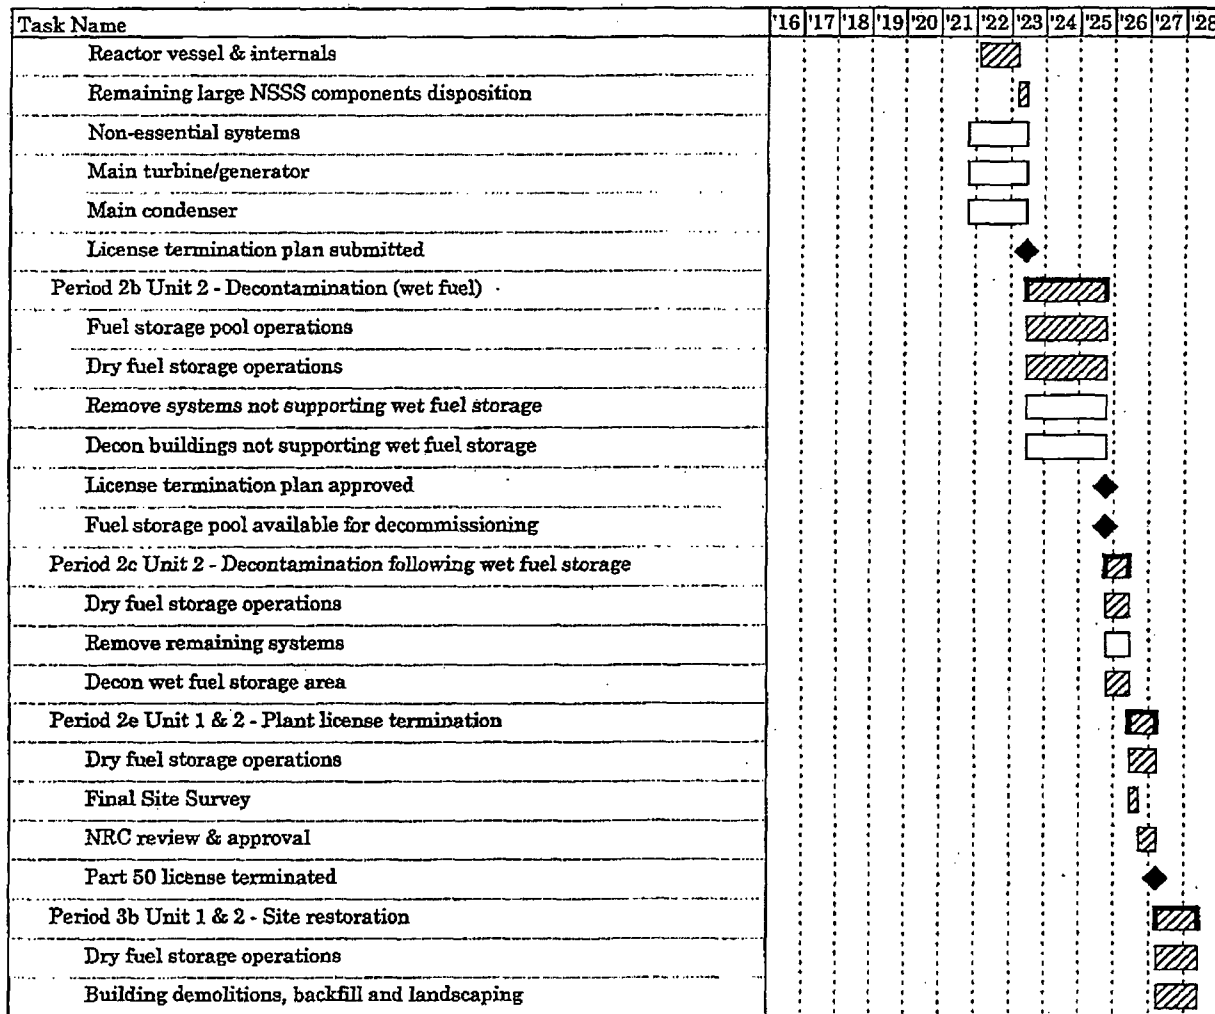 Task Name '16 '17 '18 '19 '20 '21 '22 '23 '24 '25 '26 '27 '28
Reactor vessel & internals
Remaining large NSSS components disposition
Non-essential systems
Main turbine/generator
Main condenser
License termination plan submitted
Period 2b Unit 2 - Decontamination (wet fuel)
Fuel storage pool operations
Dry fuel storage operations
Remove systems not supporting wet fuel storage
Decon buildings not supporting wet fuel storage
License termination plan approved
Fuel storage pool available for decommissioning
Period 2c Unit 2 - Decontamination following wet fuel storage
Dry fuel storage operations
Remove remaining systems
Decon wet fuel storage area
Period 2e Unit 1 & 2 - Plant license termination
Dry fuel storage operations
Final Site Survey
NRC review & approval
Part 50 license terminated
Period 3b Unit 1 & 2 - Site restoration
Dry fuel storage operations
Building demolitions, backfill and landscaping